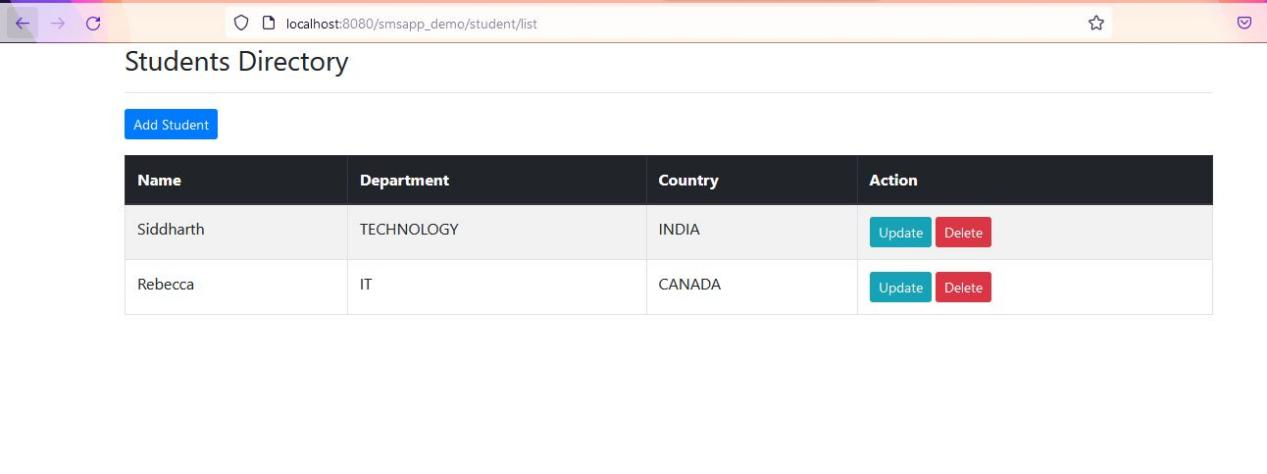 localhost:8080/smsapp_demo/student/list
Students Directory
Add Student
Name Department Country Action
Siddharth TECHNOLOGY INDIA Update Delete
Rebecca IT CANADA Update Delete